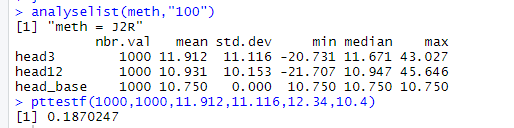 > analyselist(meth,"100")
[1] "meth = J2R"
nbr.val mean std.dev min median max
head3 1000 11.912 11.116 -20.731 11.671 43.027
head12 1000 10.931 10.153 -21.707 10.947 45.646
head_base 1000 10.750 0.000 10.750 10.750 10.750
> pttestf(1000,1000,11.912,11.116,12.34,10.4)
[1] 0.1870247